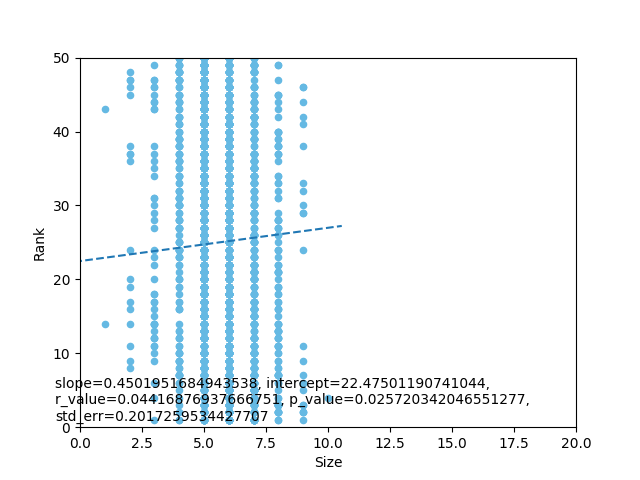 50
40
30
20
10
0
Rank
slope=0.4501951684943538, intercept=22.47501190741044,
r_value=0.04416876937666751, p_value=0.025720342046551277,
std_err=0.2017259534427707
0.0 2.5 5.0 7.5 10.0 12.5 15.0 17.5 20.0
Size